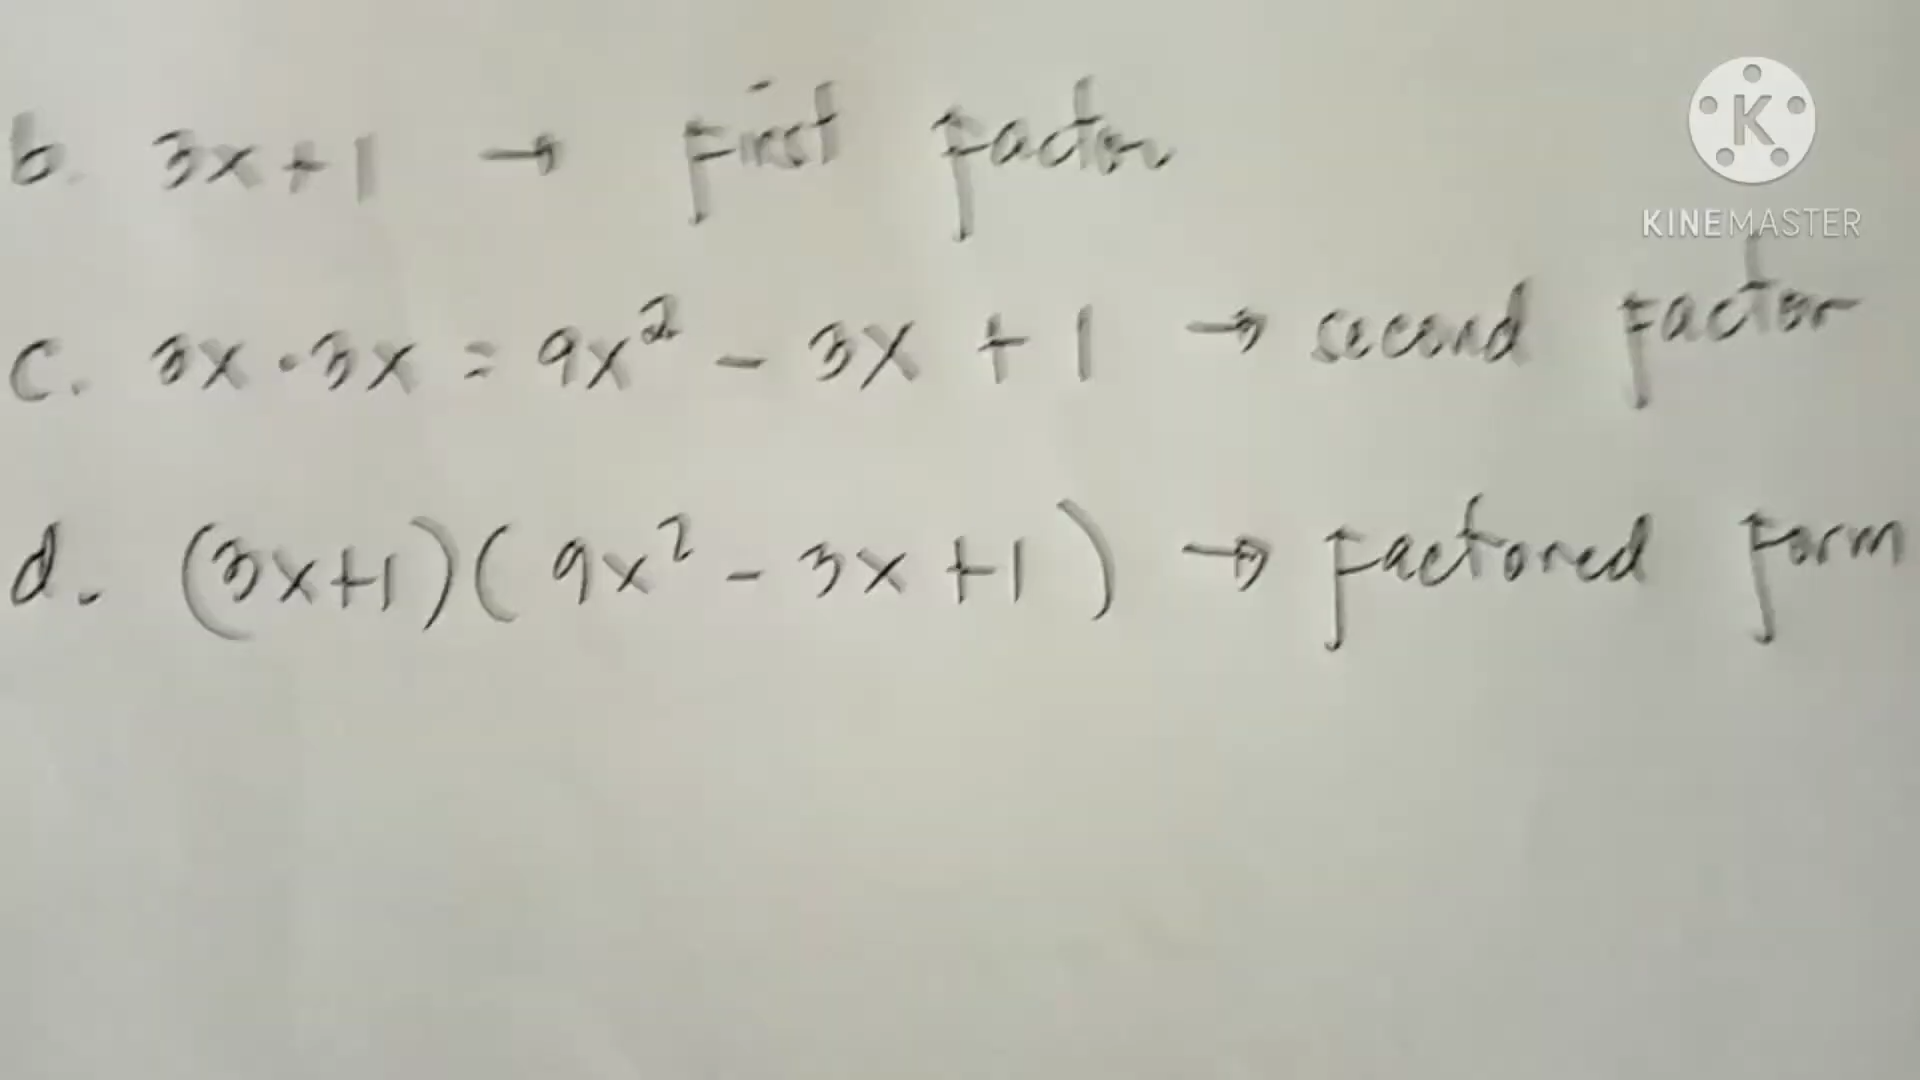 b. 3x + 1 → First Factor
K
KINEMASTER
c. 3x · 3x = 9x² - 3x + 1 → second Factor
d. (3x+1)(9x² - 3x + 1) → Factored Form